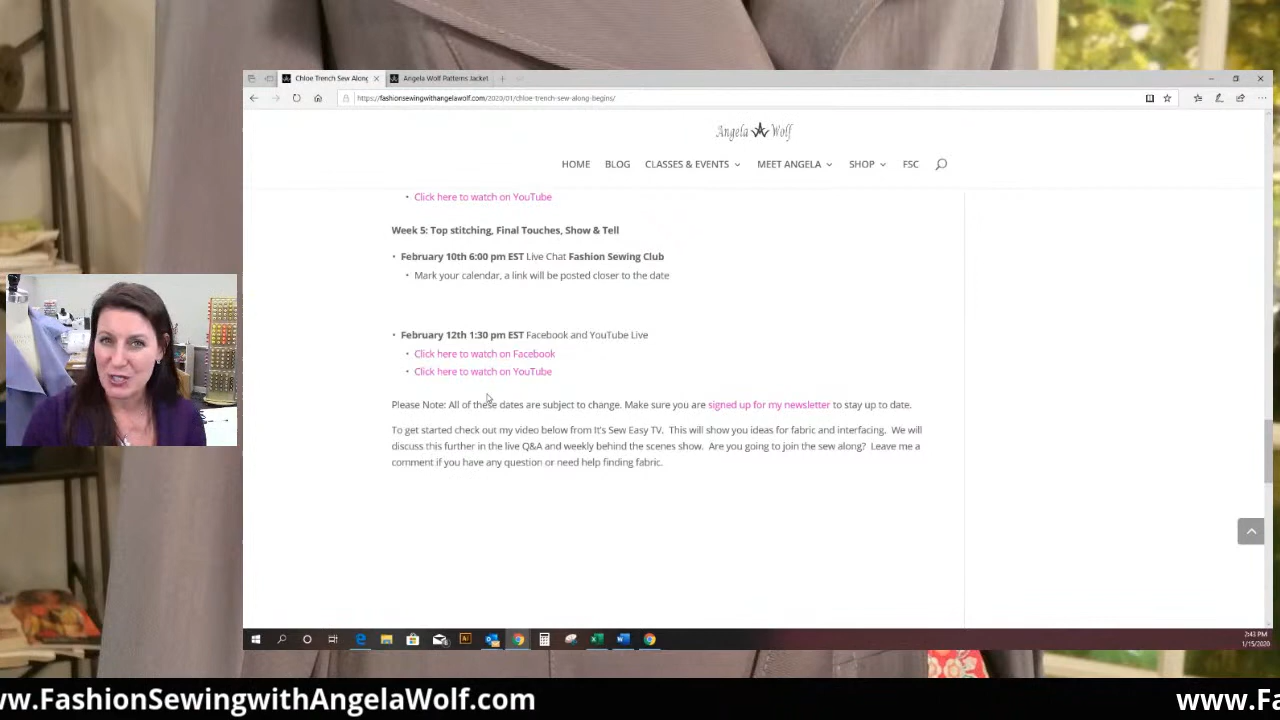 Chloe Trench Sew Along
Angela Wolf Patterns Jacket
https://fashionsewingwithangelawolf.com/2020/01/chloe-trench-sew-along-begins/
Angela Wolf
HOME BLOG CLASSES & EVENTS MEET ANGELA SHOP FSC
Click here to watch on YouTube
Week 5: Top stitching, Final Touches, Show & Tell
February 10th 6:00 pm EST Live Chat Fashion Sewing Club
Mark your calendar, a link will be posted closer to the date
February 12th 1:30 pm EST Facebook and YouTube Live
Click here to watch on Facebook
Click here to watch on YouTube
Please Note: All of these dates are subject to change. Make sure you are signed up for my newsletter to stay up to date.
To get started check out my video below from It's Sew Easy TV. This will show you ideas for fabric and interfacing. We will
discuss this further in the live Q&A and weekly behind the scenes show. Are you going to join the sew along? Leave me a
comment if you have any question or need help finding fabric.
2:43 PM
1/15/2020
w.FashionSewingwithAngelaWolf.com
www.Fa